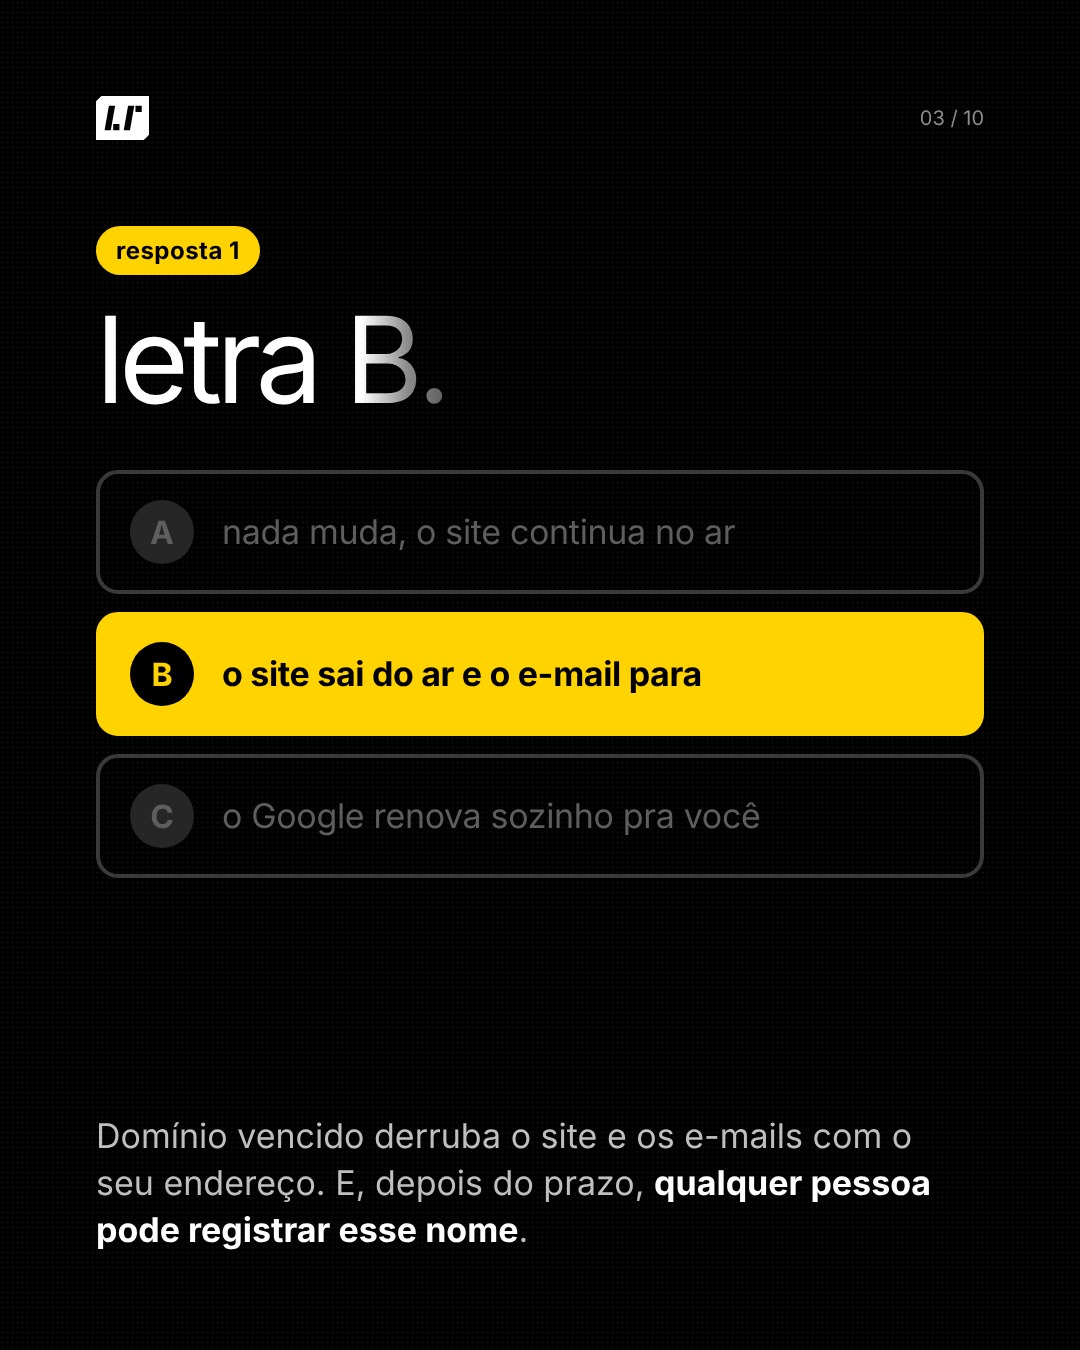 LT
03 / 10
resposta 1
letra B.
A
nada muda, o site continua no ar
B
o site sai do ar e o e-mail para
C
o Google renova sozinho pra você
Domínio vencido derruba o site e os e-mails com o
seu endereço. E, depois do prazo, qualquer pessoa
pode registrar esse nome.